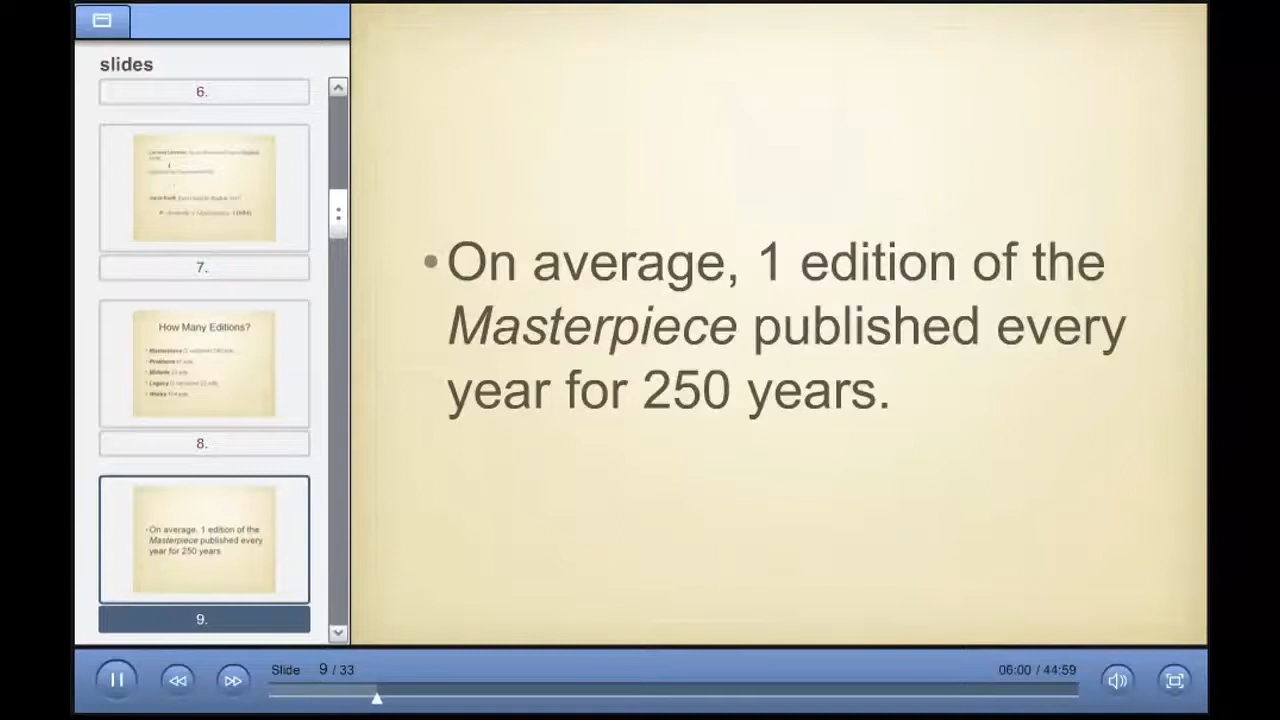 slides
6.
7.
How Many Editions?
8.
On average, 1 edition of the
Masterpiece published every
year for 250 years
9.
•On average, 1 edition of the
Masterpiece published every
year for 250 years.
Slide 9 / 33
06:00 / 44:59